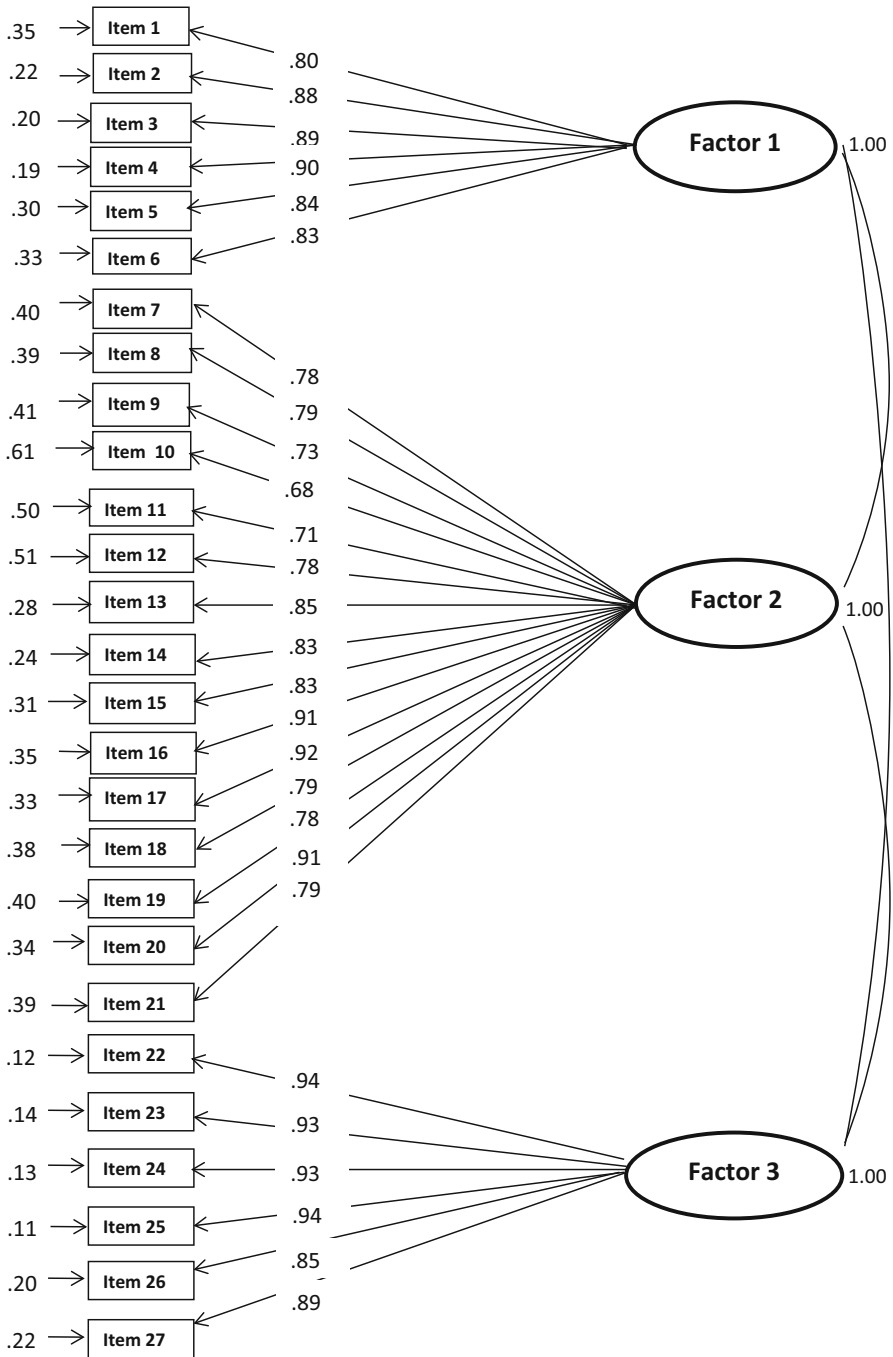 .35 Item 1 .80
.22 Item 2 .88
.20 Item 3 .89
.19 Item 4 .90
.30 Item 5 .84
.33 Item 6 .83
Factor 1 1.00
.40 Item 7 .78
.39 Item 8 .79
.41 Item 9 .73
.61 Item 10 .68
.50 Item 11 .71
.51 Item 12 .78
.28 Item 13 .85
.24 Item 14 .83
.31 Item 15 .83
.35 Item 16 .91
.33 Item 17 .92
.38 Item 18 .79
.40 Item 19 .78
.34 Item 20 .91
.39 Item 21 .79
Factor 2 1.00
.12 Item 22 .94
.14 Item 23 .93
.13 Item 24 .93
.11 Item 25 .94
.20 Item 26 .85
.22 Item 27 .89
Factor 3 1.00